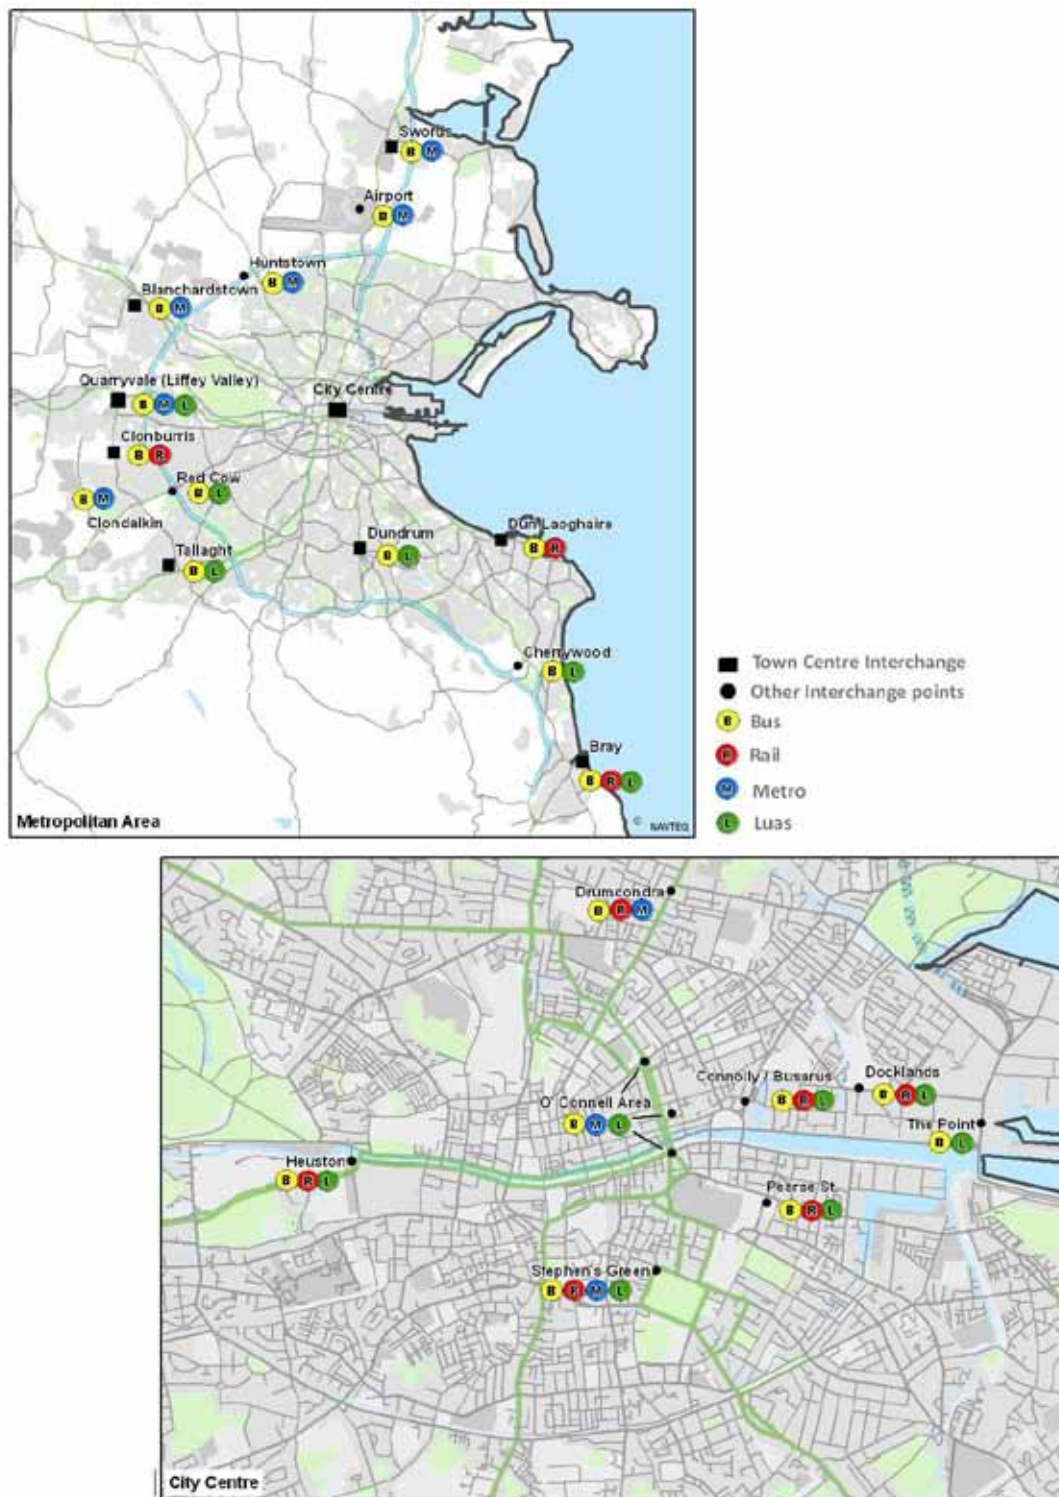 Swords
B M
Airport
B M
Huntstown
B M
Blanchardstown
B M
Quarryvale (Liffey Valley)
B M L
City Centre
Clonburris
B R
Red Cow
B L
B M
Clondalkin
Tallaght
B L
Dundrum
B L
Dun Laoghaire
B R
Cherrywood
B L
Bray
B R L
Metropolitan Area
© NAVTEQ
Town Centre Interchange
Other Interchange points
B Bus
R Rail
M Metro
L Luas
Drumcondra
B R M
O' Connell Area
B M L
Connolly / Busarus
B R L
Docklands
B R L
The Point
B L
Heuston
B R L
Pearse St.
B R L
Stephen's Green
B R M L
City Centre